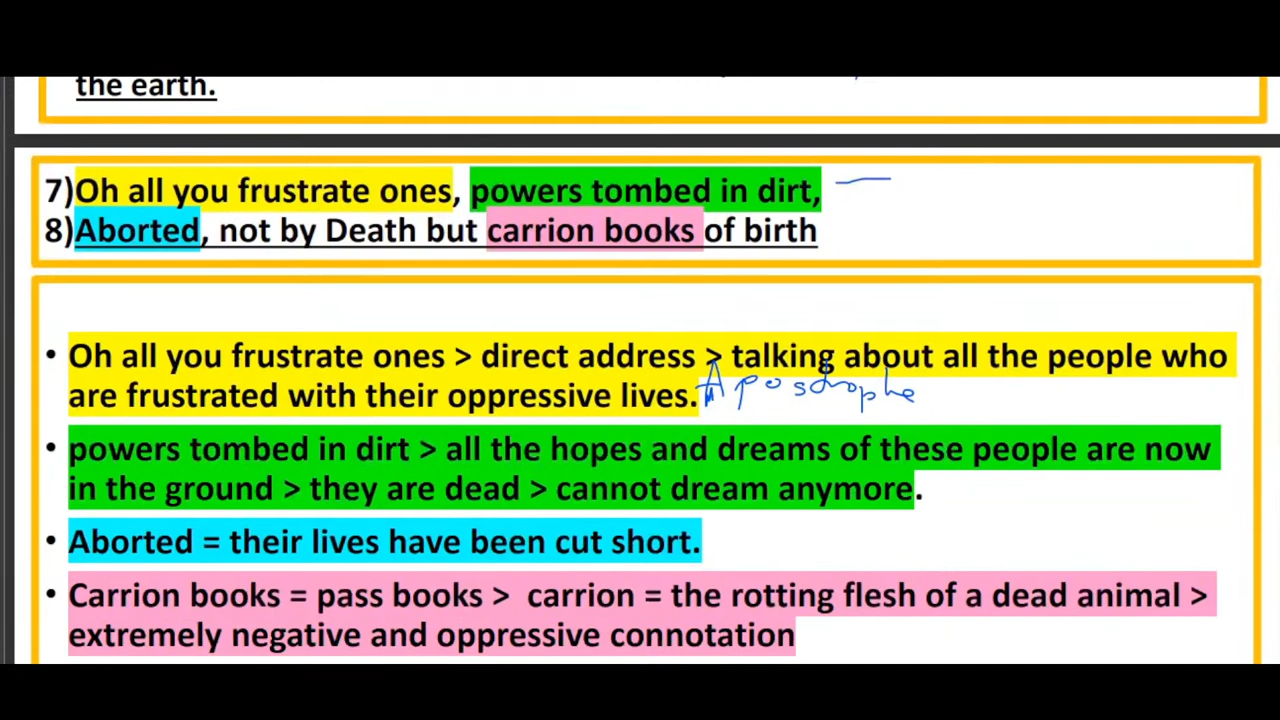 the earth.
7)Oh all you frustrate ones, powers tombed in dirt,
8)Aborted, not by Death but carrion books of birth
• Oh all you frustrate ones > direct address > talking about all the people who
are frustrated with their oppressive lives. Apostrophe
• powers tombed in dirt > all the hopes and dreams of these people are now
in the ground > they are dead > cannot dream anymore.
• Aborted = their lives have been cut short.
• Carrion books = pass books > carrion = the rotting flesh of a dead animal >
extremely negative and oppressive connotation